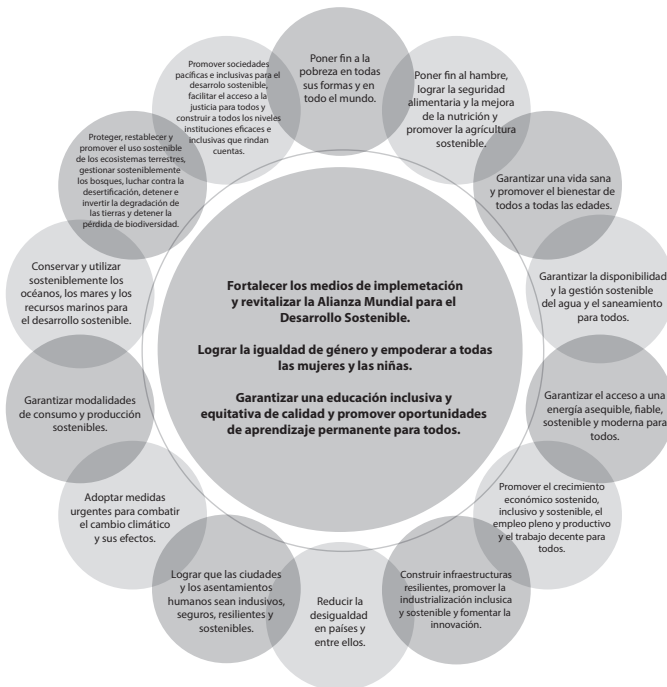 Poner fin a la
pobreza en todas
sus formas y en
todo el mundo.
Poner fin al hambre,
lograr la seguridad
alimentaria y la mejora
de la nutrición y
promover la agrícultura
sostenible.
Garantizar una vida sana
y promover el bienestar de
todos a todas las edades.
Garantizar la disponibilidad
y la gestión sostenible
del agua y el saneamiento
para todos.
Garantizar el acceso a una
energía asequible, fiable,
sostenible y moderna para
todos.
Promover el crecimiento
económico sostenido,
inclusivo y sostenible, el
empleo pleno y productivo
y el trabajo decente para
todos.
Construir infraestructuras
resilientes, promover la
industrialización inclusica
y sostenible y fomentar la
innovación.
Reducir la
desigualdad
en países y
entre ellos.
Lograr que las ciudades
y los asentamientos
humanos sean indusivos,
seguros, resilientes y
sostenibles.
Adoptar medidas
urgentes para combatir
el cambio climático
y sus efectos.
Garantizar modalidades
de consumo y producción
sostenibles.
Conservar y utilizar
sosteniblemente los
océanos, los mares y los
recursos marinos para
el desarrollo sostenible.
Proteger, restablecer y
promover el uso sostenible
de los ecosistemas terrestres,
gestionar sosteniblemente
los bosques, luchar contra la
desertificación, detener e
invertir la degradación de
las tierras y detener la
pérdida de biodiversidad.
Promover sociedades
pacíficas e inclusivas para el
desarrolo sostenible,
facilitar el acceso a la
justicia para todos y
construir a todos los niveles
instituciones eficaces e
inclusivas que rindan
cuentas.
Fortalecer los medios de implemetación
y revitalizar la Alianza Mundial para el
Desarrollo Sostenible.
Lograr la igualdad de género y empoderar a todas
las mujeres y las niñas.
Garantizar una educación inclusiva y
equitativa de calidad y promover oportunidades
de aprendizaje permanente para todos.